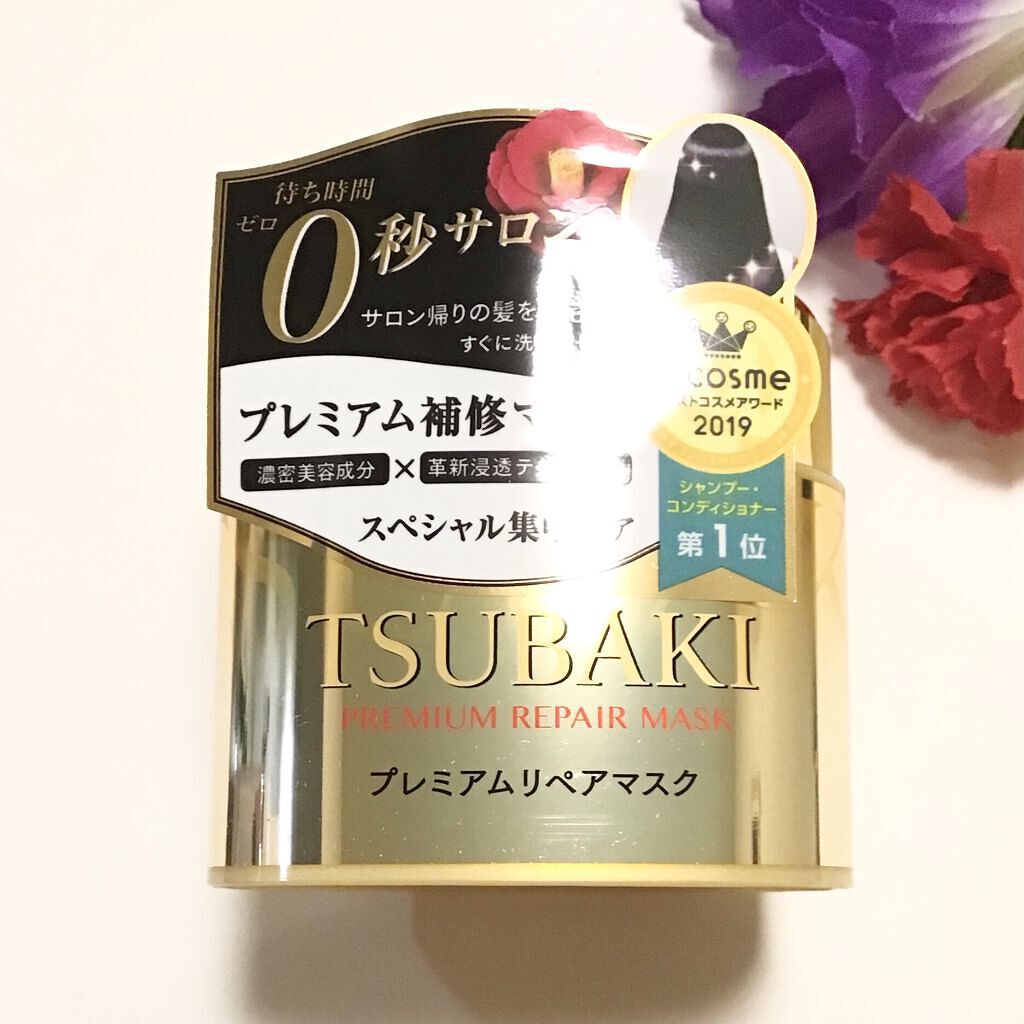 待ち時間
ゼロ
0秒サロン
サロン帰りの髪を
すぐに洗
プレミアム補修
濃密美容成分×革新浸透
スペシャル集中
cosme
ストコスメアワード
2019
シャンプー・
コンディショナー
第1位
TSUBAKI
PREMIUM REPAIR MASK
プレミアムリペアマスク